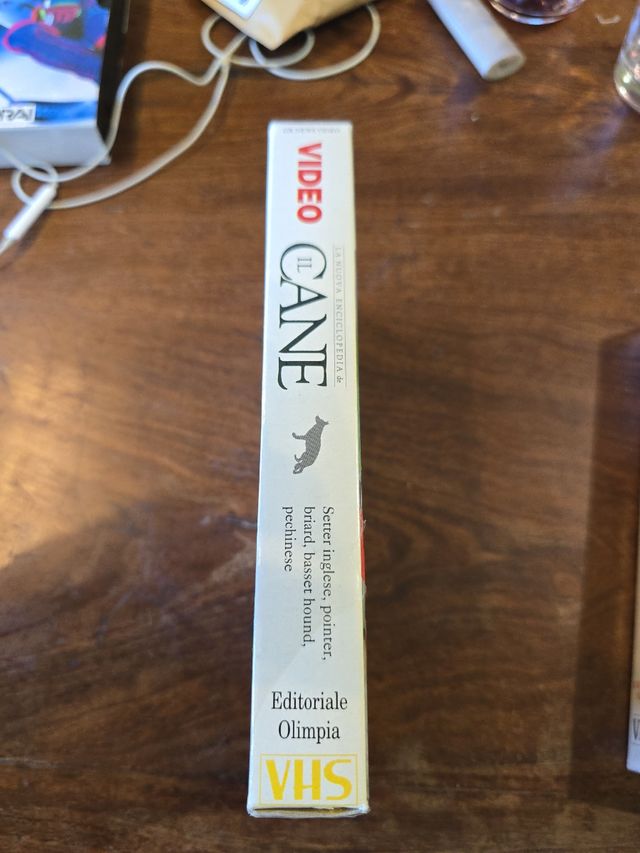 VIDEO
LA NUOVA ENCICLOPEDIA de
IL
CANE
Setter inglese, pointer,
briard, basset hound,
pechinese
Editoriale
Olimpia
VHS